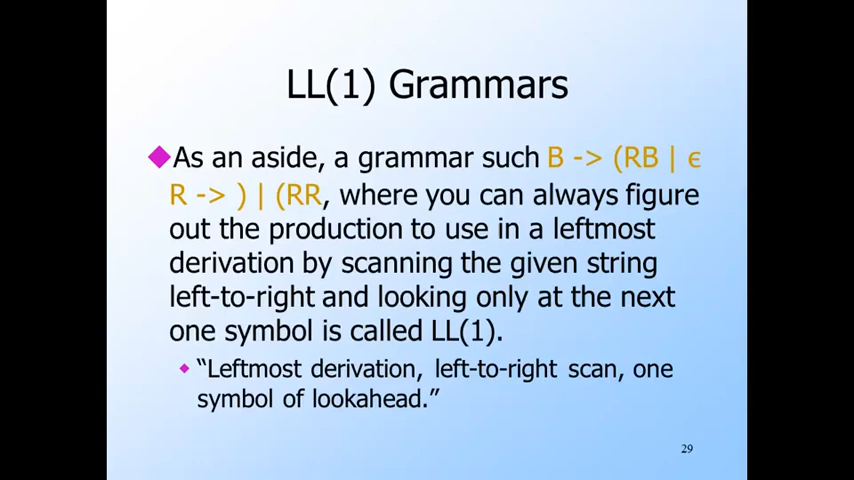 LL(1) Grammars
As an aside, a grammar such B -> (RB | ϵ
R -> ) | (RR, where you can always figure
out the production to use in a leftmost
derivation by scanning the given string
left-to-right and looking only at the next
one symbol is called LL(1).
“Leftmost derivation, left-to-right scan, one
symbol of lookahead.”
29